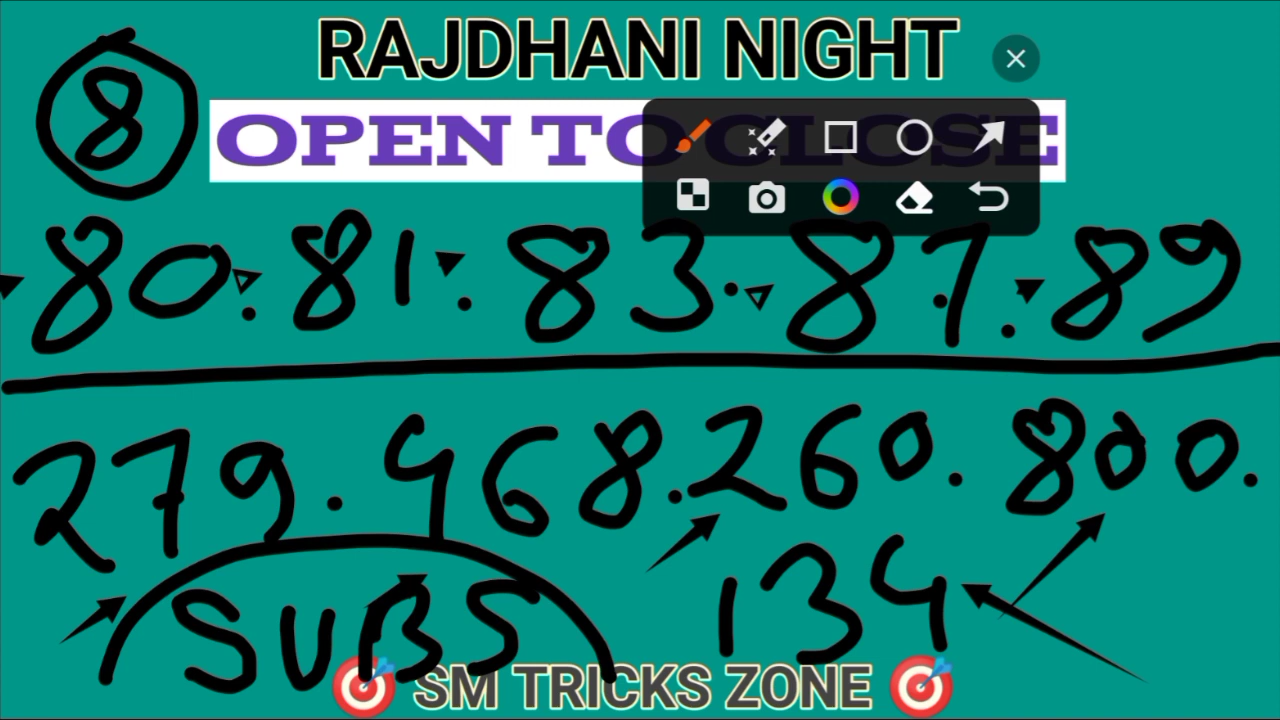 RAJDHANI NIGHT
8
OPEN TO CLOSE
80. 81. 83. 87. 89
279. 468. 260. 800.
134
SUBS
SM TRICKS ZONE